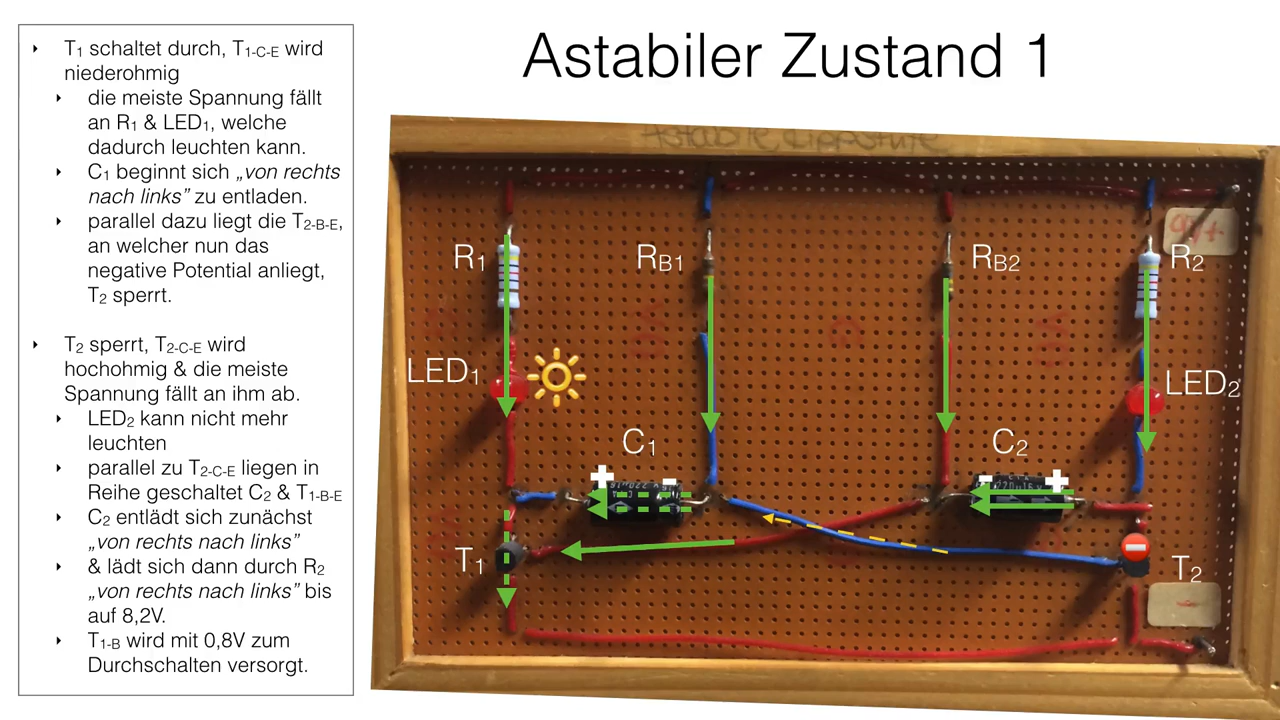 Astabiler Zustand 1
T1 schaltet durch, T1-C-E wird
niederohmig
die meiste Spannung fällt
an R1 & LED1, welche
dadurch leuchten kann.
C1 beginnt sich „von rechts
nach links” zu entladen.
parallel dazu liegt die T2-B-E,
an welcher nun das
negative Potential anliegt,
T2 sperrt.
T2 sperrt, T2-C-E wird
hochohmig & die meiste
Spannung fällt an ihm ab.
LED2 kann nicht mehr
leuchten
parallel zu T2-C-E liegen in
Reihe geschaltet C2 & T1-B-E
C2 entlädt sich zunächst
„von rechts nach links”
& lädt sich dann durch R2
„von rechts nach links” bis
auf 8,2V.
T1-B wird mit 0,8V zum
Durchschalten versorgt.
Astabile Kippstufe
R1
RB1
RB2
R2
LED1
LED2
C1
C2
+
-
-
+
T1
T2